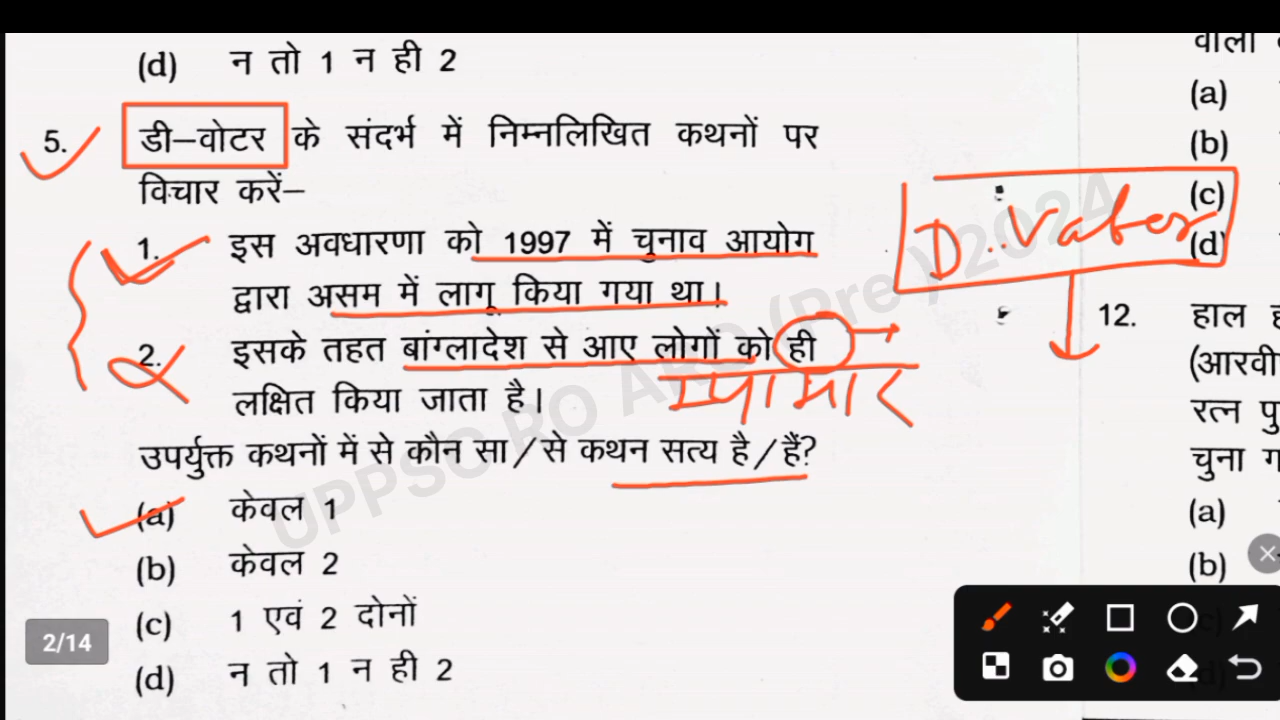 (d) न तो 1 न ही 2
5. डी–वोटर के संदर्भ में निम्नलिखित कथनों पर
विचार करें–
1. इस अवधारणा को 1997 में चुनाव आयोग
द्वारा असम में लागू किया गया था।
2. इसके तहत बांग्लादेश से आए लोगों को ही
लक्षित किया जाता है।
उपर्युक्त कथनों में से कौन सा/से कथन सत्य है/हैं?
(a) केवल 1
(b) केवल 2
(c) 1 एवं 2 दोनों
(d) न तो 1 न ही 2
D
UPPSC RO ARO (Pre) 2024
वाला
(a)
(b)
(c)
(d)
12. हाल
(आरवी
रत्न पु
चुना ग
(a)
(b)
(c)
(d)
2/14